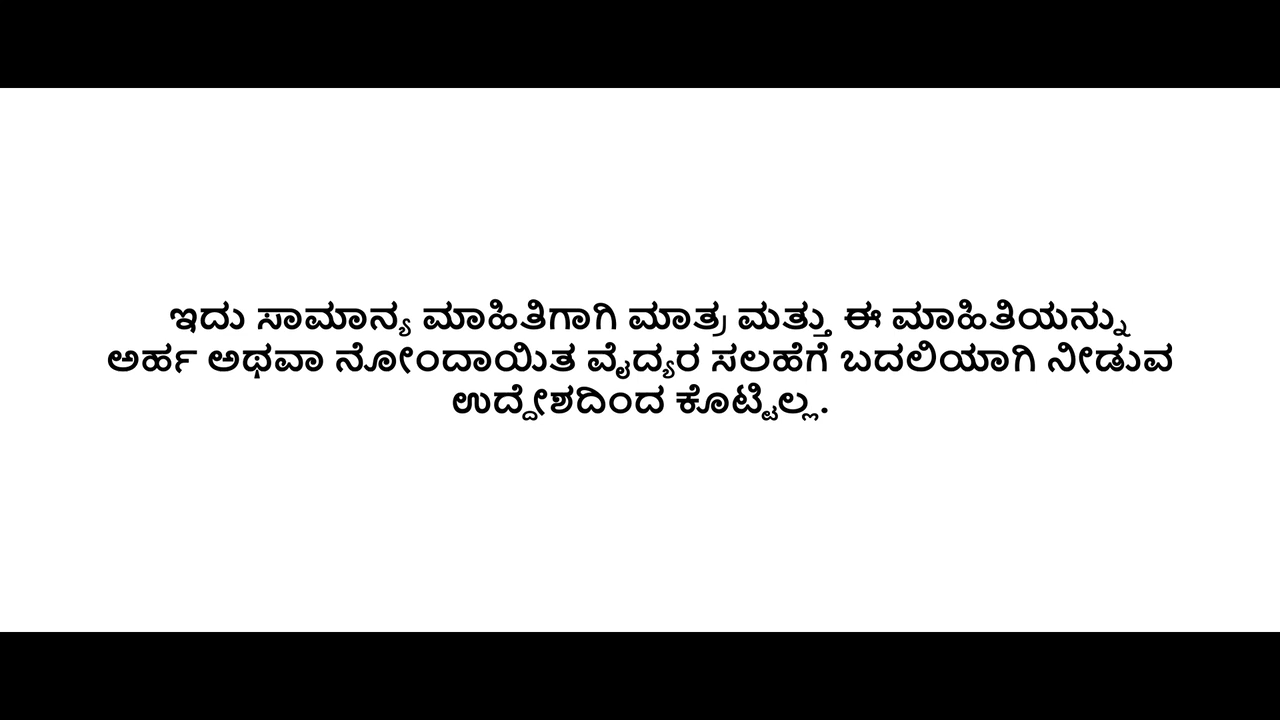 ಇದು ಸಾಮಾನ್ಯ ಮಾಹಿತಿಗಾಗಿ ಮಾತ್ರ ಮತ್ತು ಈ ಮಾಹಿತಿಯನ್ನು
ಅರ್ಹ ಅಥವಾ ನೋಂದಾಯಿತ ವೈದ್ಯರ ಸಲಹೆಗೆ ಬದಲಿಯಾಗಿ ನೀಡುವ
ಉದ್ದೇಶದಿಂದ ಕೊಟ್ಟಿಲ್ಲ.